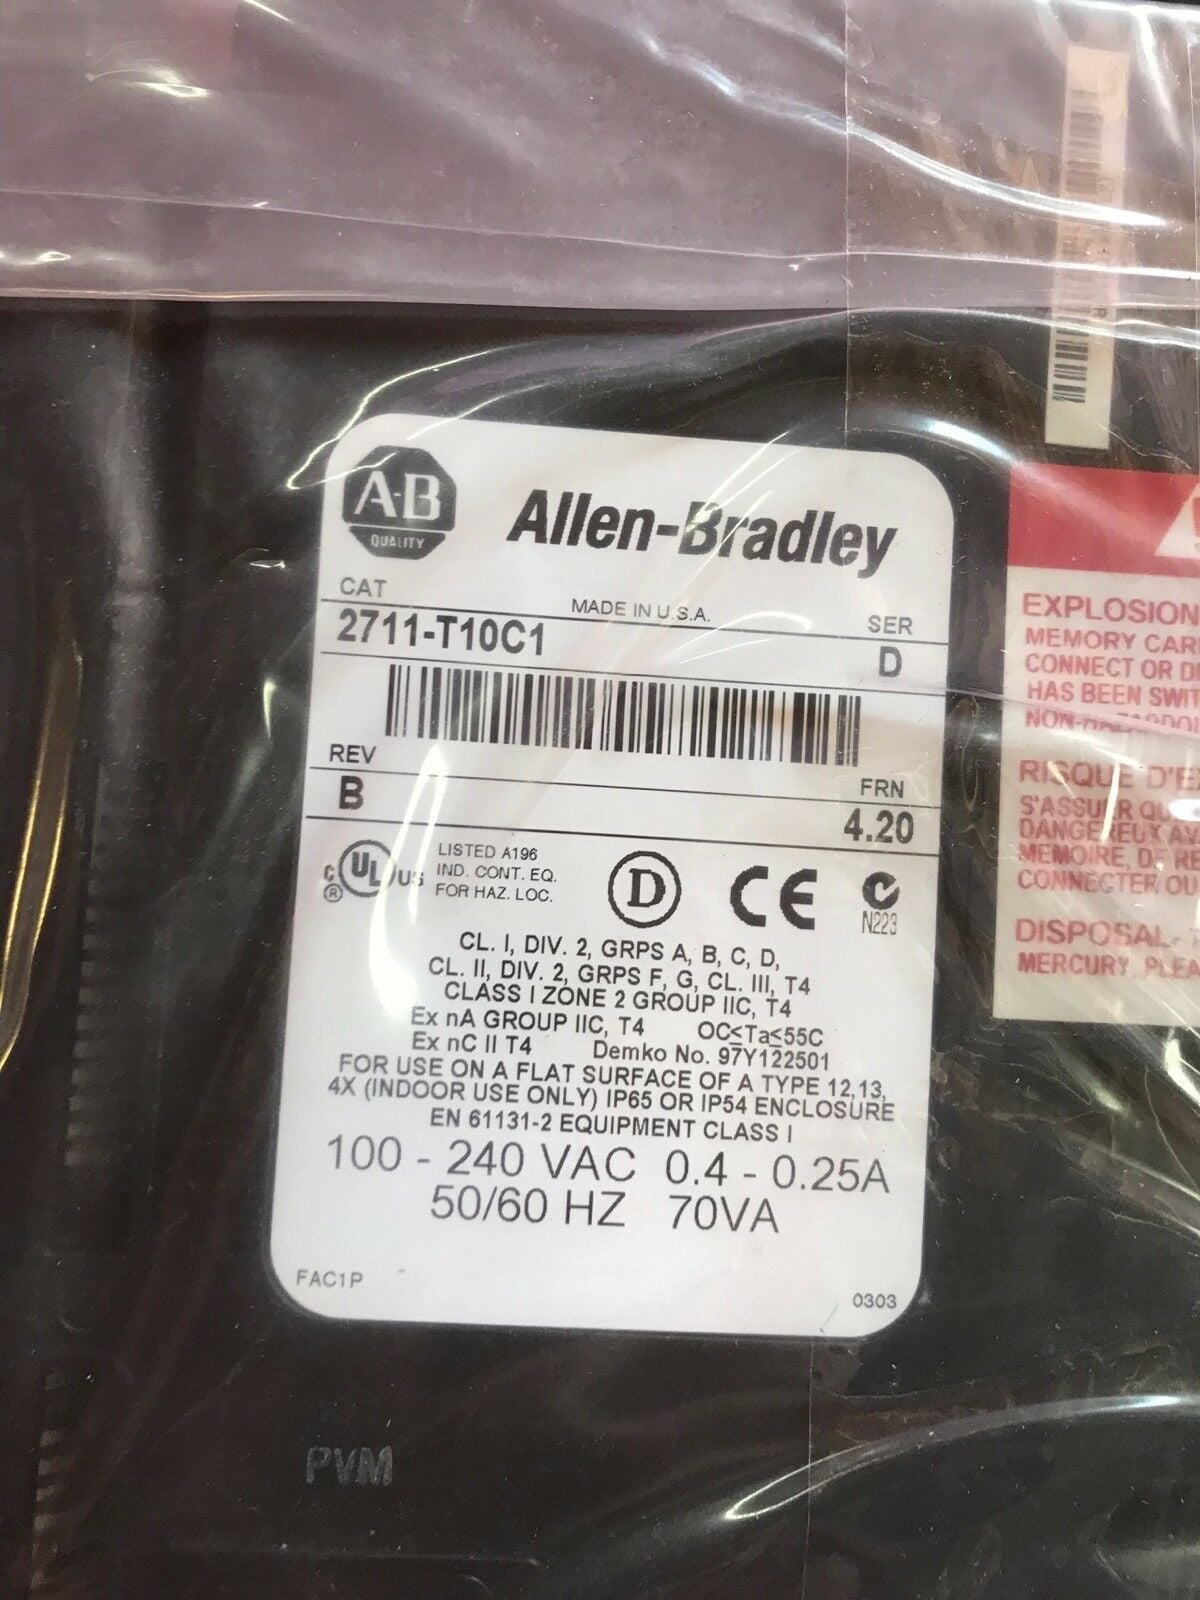 A-B
QUALITY
Allen-Bradley
CAT
MADE IN U.S.A.
SER
2711-T10C1
D
REV
FRN
B
4.20
C UL US
®
LISTED A196
IND. CONT. EQ.
FOR HAZ. LOC.
D
CE
N223
CL. I, DIV. 2, GRPS A, B, C, D,
CL. II, DIV. 2, GRPS F, G, CL. III, T4
CLASS I ZONE 2 GROUP IIC, T4
Ex nA GROUP IIC, T4 OC≤Ta≤55C
Ex nC II T4 Demko No. 97Y122501
FOR USE ON A FLAT SURFACE OF A TYPE 12,13,
4X (INDOOR USE ONLY) IP65 OR IP54 ENCLOSURE
EN 61131-2 EQUIPMENT CLASS I
100 - 240 VAC 0.4 - 0.25A
50/60 HZ 70VA
FAC1P
0303
EXPLOSION
MEMORY CAR
CONNECT OR D
HAS BEEN SWIT
RISQUE D'E
S'ASSURER QU
DANGEREUX AV
MEMOIRE, DE RE
CONNECTER OU
DISPOSAL-
MERCURY, PLEA
PVM